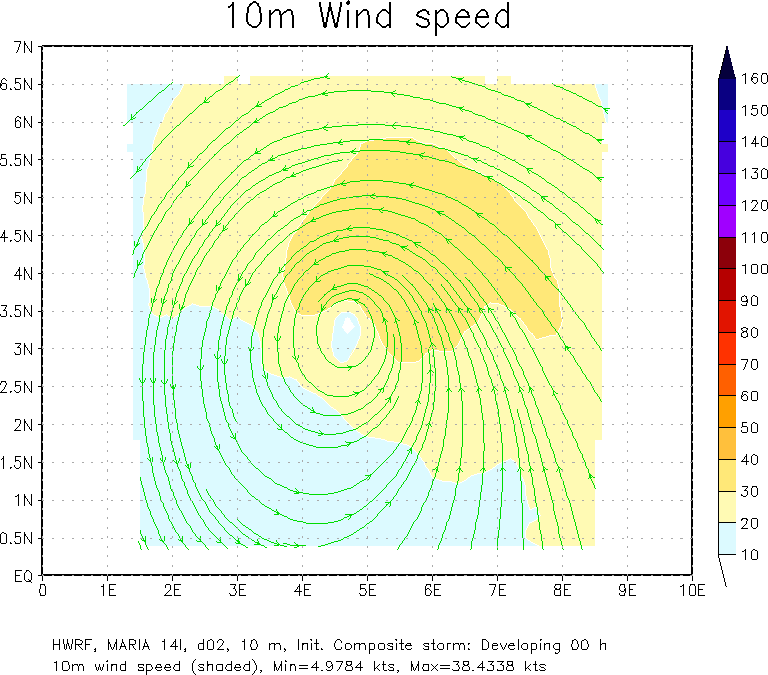 10m Wind speed
7N
6.5N
6N
5.5N
5N
4.5N
4N
3.5N
3N
2.5N
2N
1.5N
1N
0.5N
EQ
0 1E 2E 3E 4E 5E 6E 7E 8E 9E 10E
160
150
140
130
120
110
100
90
80
70
60
50
40
30
20
10
HWRF, MARIA 14I, d02, 10 m, Init. Composite storm: Developing 00 h
10m wind speed (shaded), Min=4.9784 kts, Max=38.4338 kts